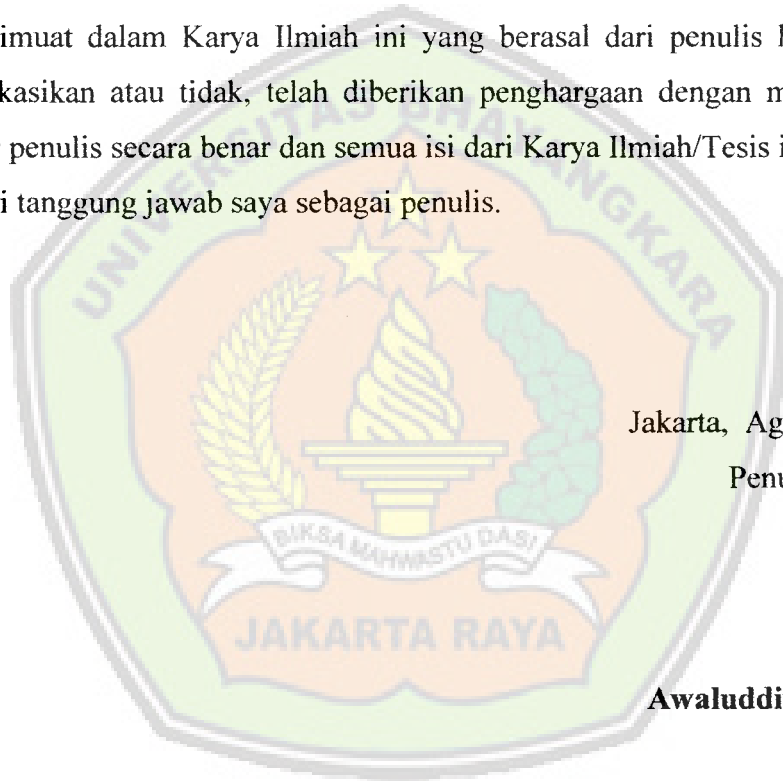 imuat dalam Karya Ilmiah ini yang berasal dari penulis
kasikan atau tidak, telah diberikan penghargaan dengan
penulis secara benar dan semua isi dari Karya Ilmiah/Tesis
tanggung jawab saya sebagai penulis.
UNIVERSITAS BHAYANGKARA
Jakarta, Ag
Penu
BIKSA MAHWASTU DASI
JAKARTA RAYA
Awaluddi